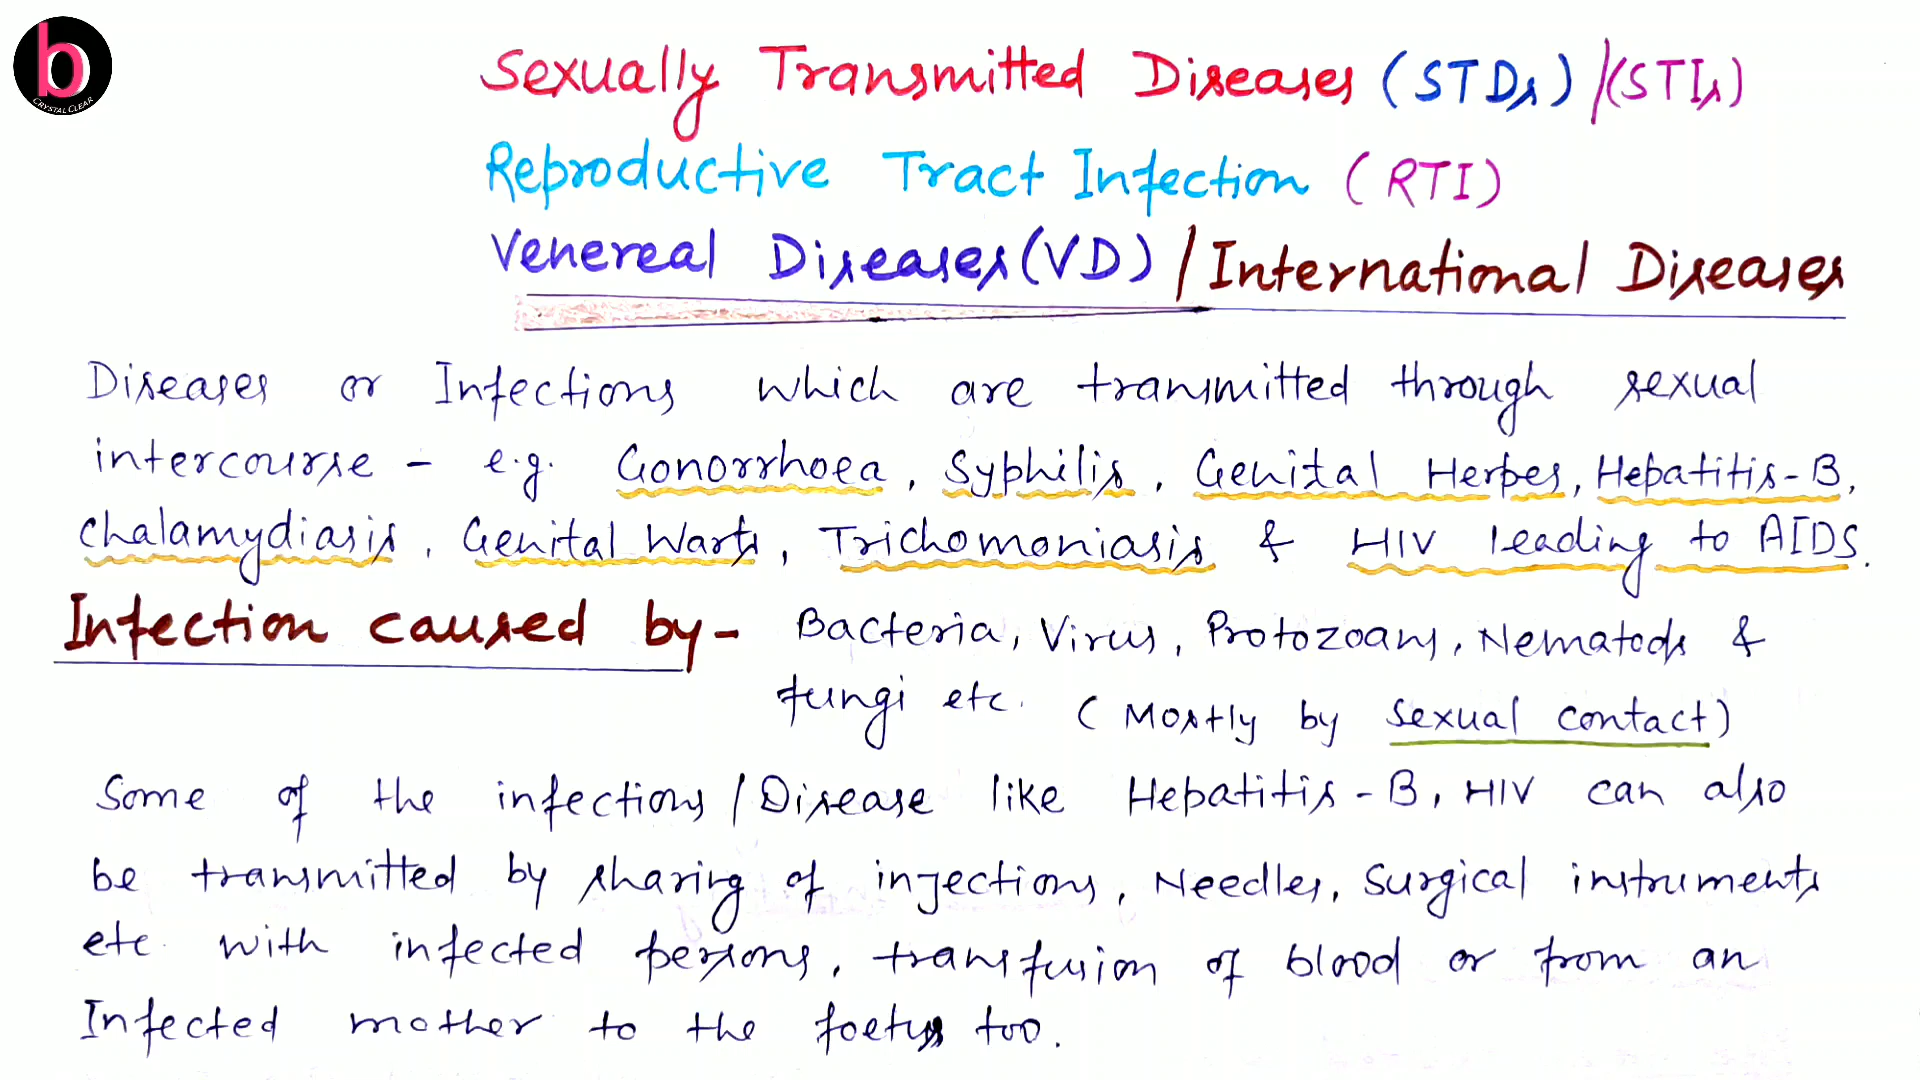 b
CRYSTAL CLEAR
Sexually Transmitted Diseases (STDs) / (STIs)
Reproductive Tract Infection (RTI)
Venereal Diseases (VD) / International Diseases
Diseases or Infections which are transmitted through sexual
intercourse - e.g. Gonorrhoea, Syphilis, Genital Herpes, Hepatitis-B,
Chalamydiasis, Genital Warts, Trichomoniasis & HIV leading to AIDS.
Infection caused by- Bacteria, Virus, Protozoans, Nematods &
fungi etc. (Mostly by sexual contact)
Some of the infections / Disease like Hepatitis-B, HIV can also
be transmitted by sharing of injections, Needles, Surgical instruments
etc. with infected persons, transfusion of blood or from an
Infected mother to the foetus too.